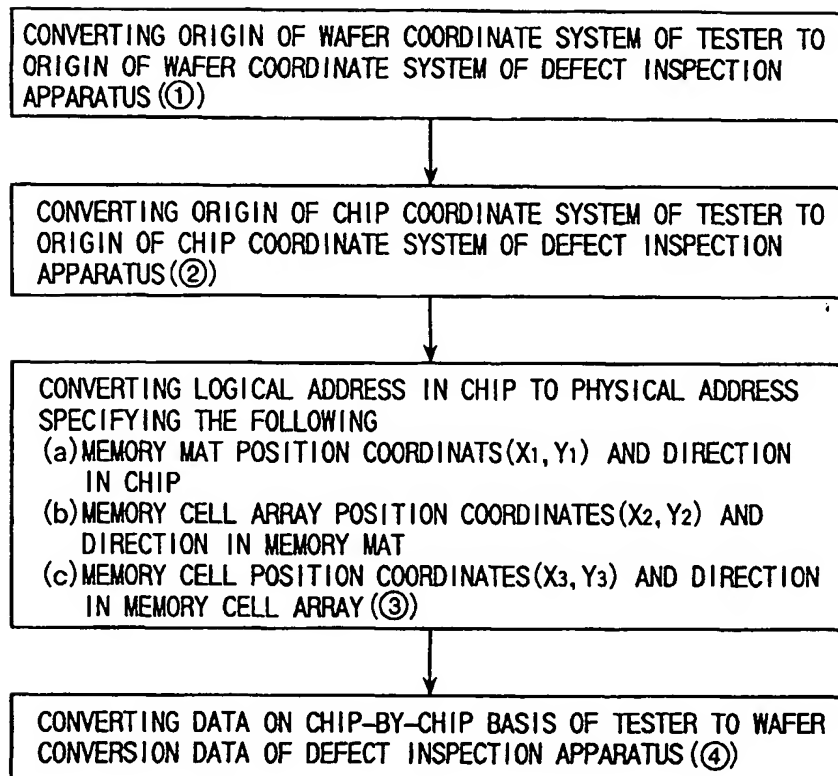 CONVERTING ORIGIN OF WAFER COORDINATE SYSTEM OF TESTER TO
ORIGIN OF WAFER COORDINATE SYSTEM OF DEFECT INSPECTION
APPARATUS(①)
CONVERTING ORIGIN OF CHIP COORDINATE SYSTEM OF TESTER TO
ORIGIN OF CHIP COORDINATE SYSTEM OF DEFECT INSPECTION
APPARATUS(②)
CONVERTING LOGICAL ADDRESS IN CHIP TO PHYSICAL ADDRESS
SPECIFYING THE FOLLOWING
(a)MEMORY MAT POSITION COORDINATS(X1,Y1) AND DIRECTION
IN CHIP
(b)MEMORY CELL ARRAY POSITION COORDINATES(X2,Y2) AND
DIRECTION IN MEMORY MAT
(c)MEMORY CELL POSITION COORDINATES(X3,Y3) AND DIRECTION
IN MEMORY CELL ARRAY(③)
CONVERTING DATA ON CHIP-BY-CHIP BASIS OF TESTER TO WAFER
CONVERSION DATA OF DEFECT INSPECTION APPARATUS(④)